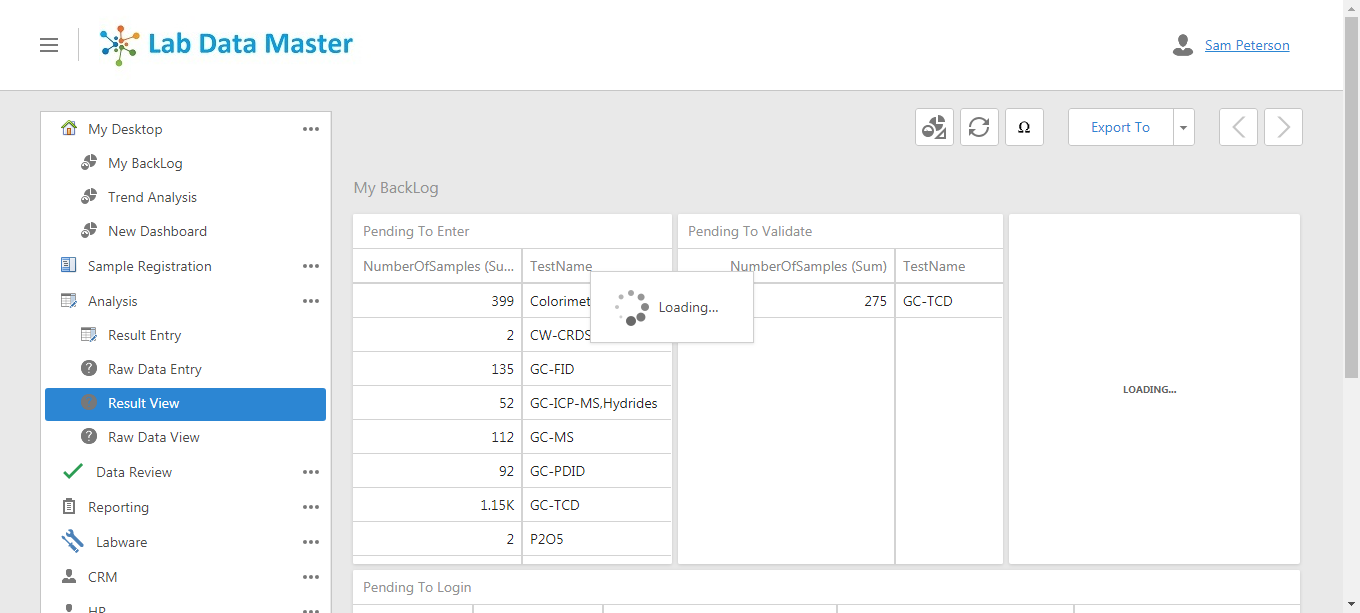 Lab Data Master
Sam Peterson
My Desktop
My BackLog
Trend Analysis
New Dashboard
Sample Registration
Analysis
Result Entry
Raw Data Entry
Result View
Raw Data View
Data Review
Reporting
Labware
CRM
HR
Ω
Export To
My BackLog
Pending To Enter
NumberOfSamples (Su... TestName
399 Colorimet
2 CW-CRDS
135 GC-FID
52 GC-ICP-MS,Hydrides
112 GC-MS
92 GC-PDID
1.15K GC-TCD
2 P2O5
Pending To Validate
NumberOfSamples (Sum) TestName
275 GC-TCD
Loading...
LOADING...
Pending To Login